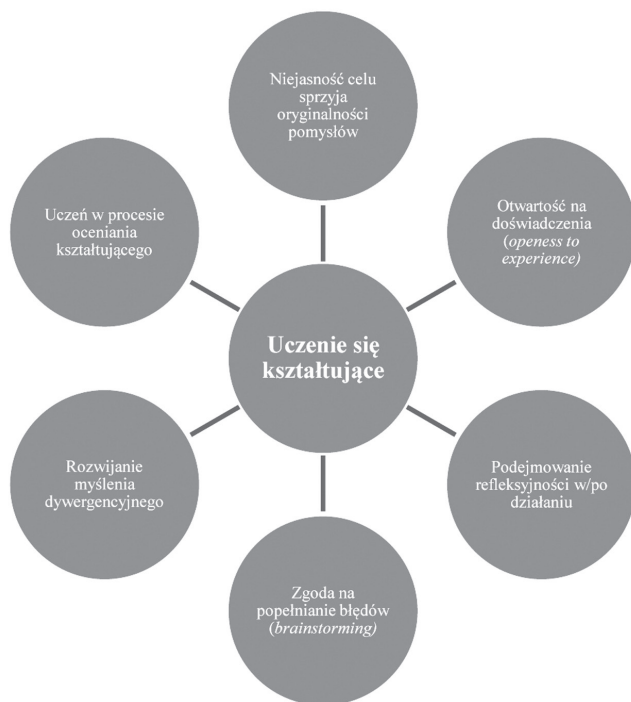 Niejasność celu
sprzyja
oryginalności
pomysłów
Uczeń w procesie
oceniania
kształtującego
Otwartość na
doświadczenia
(openess to
experience)
Uczenie się
kształtujące
Rozwijanie
myślenia
dywergencyjnego
Podejmowanie
refleksyjności w/po
działaniu
Zgoda na
popełnianie błędów
(brainstorming)